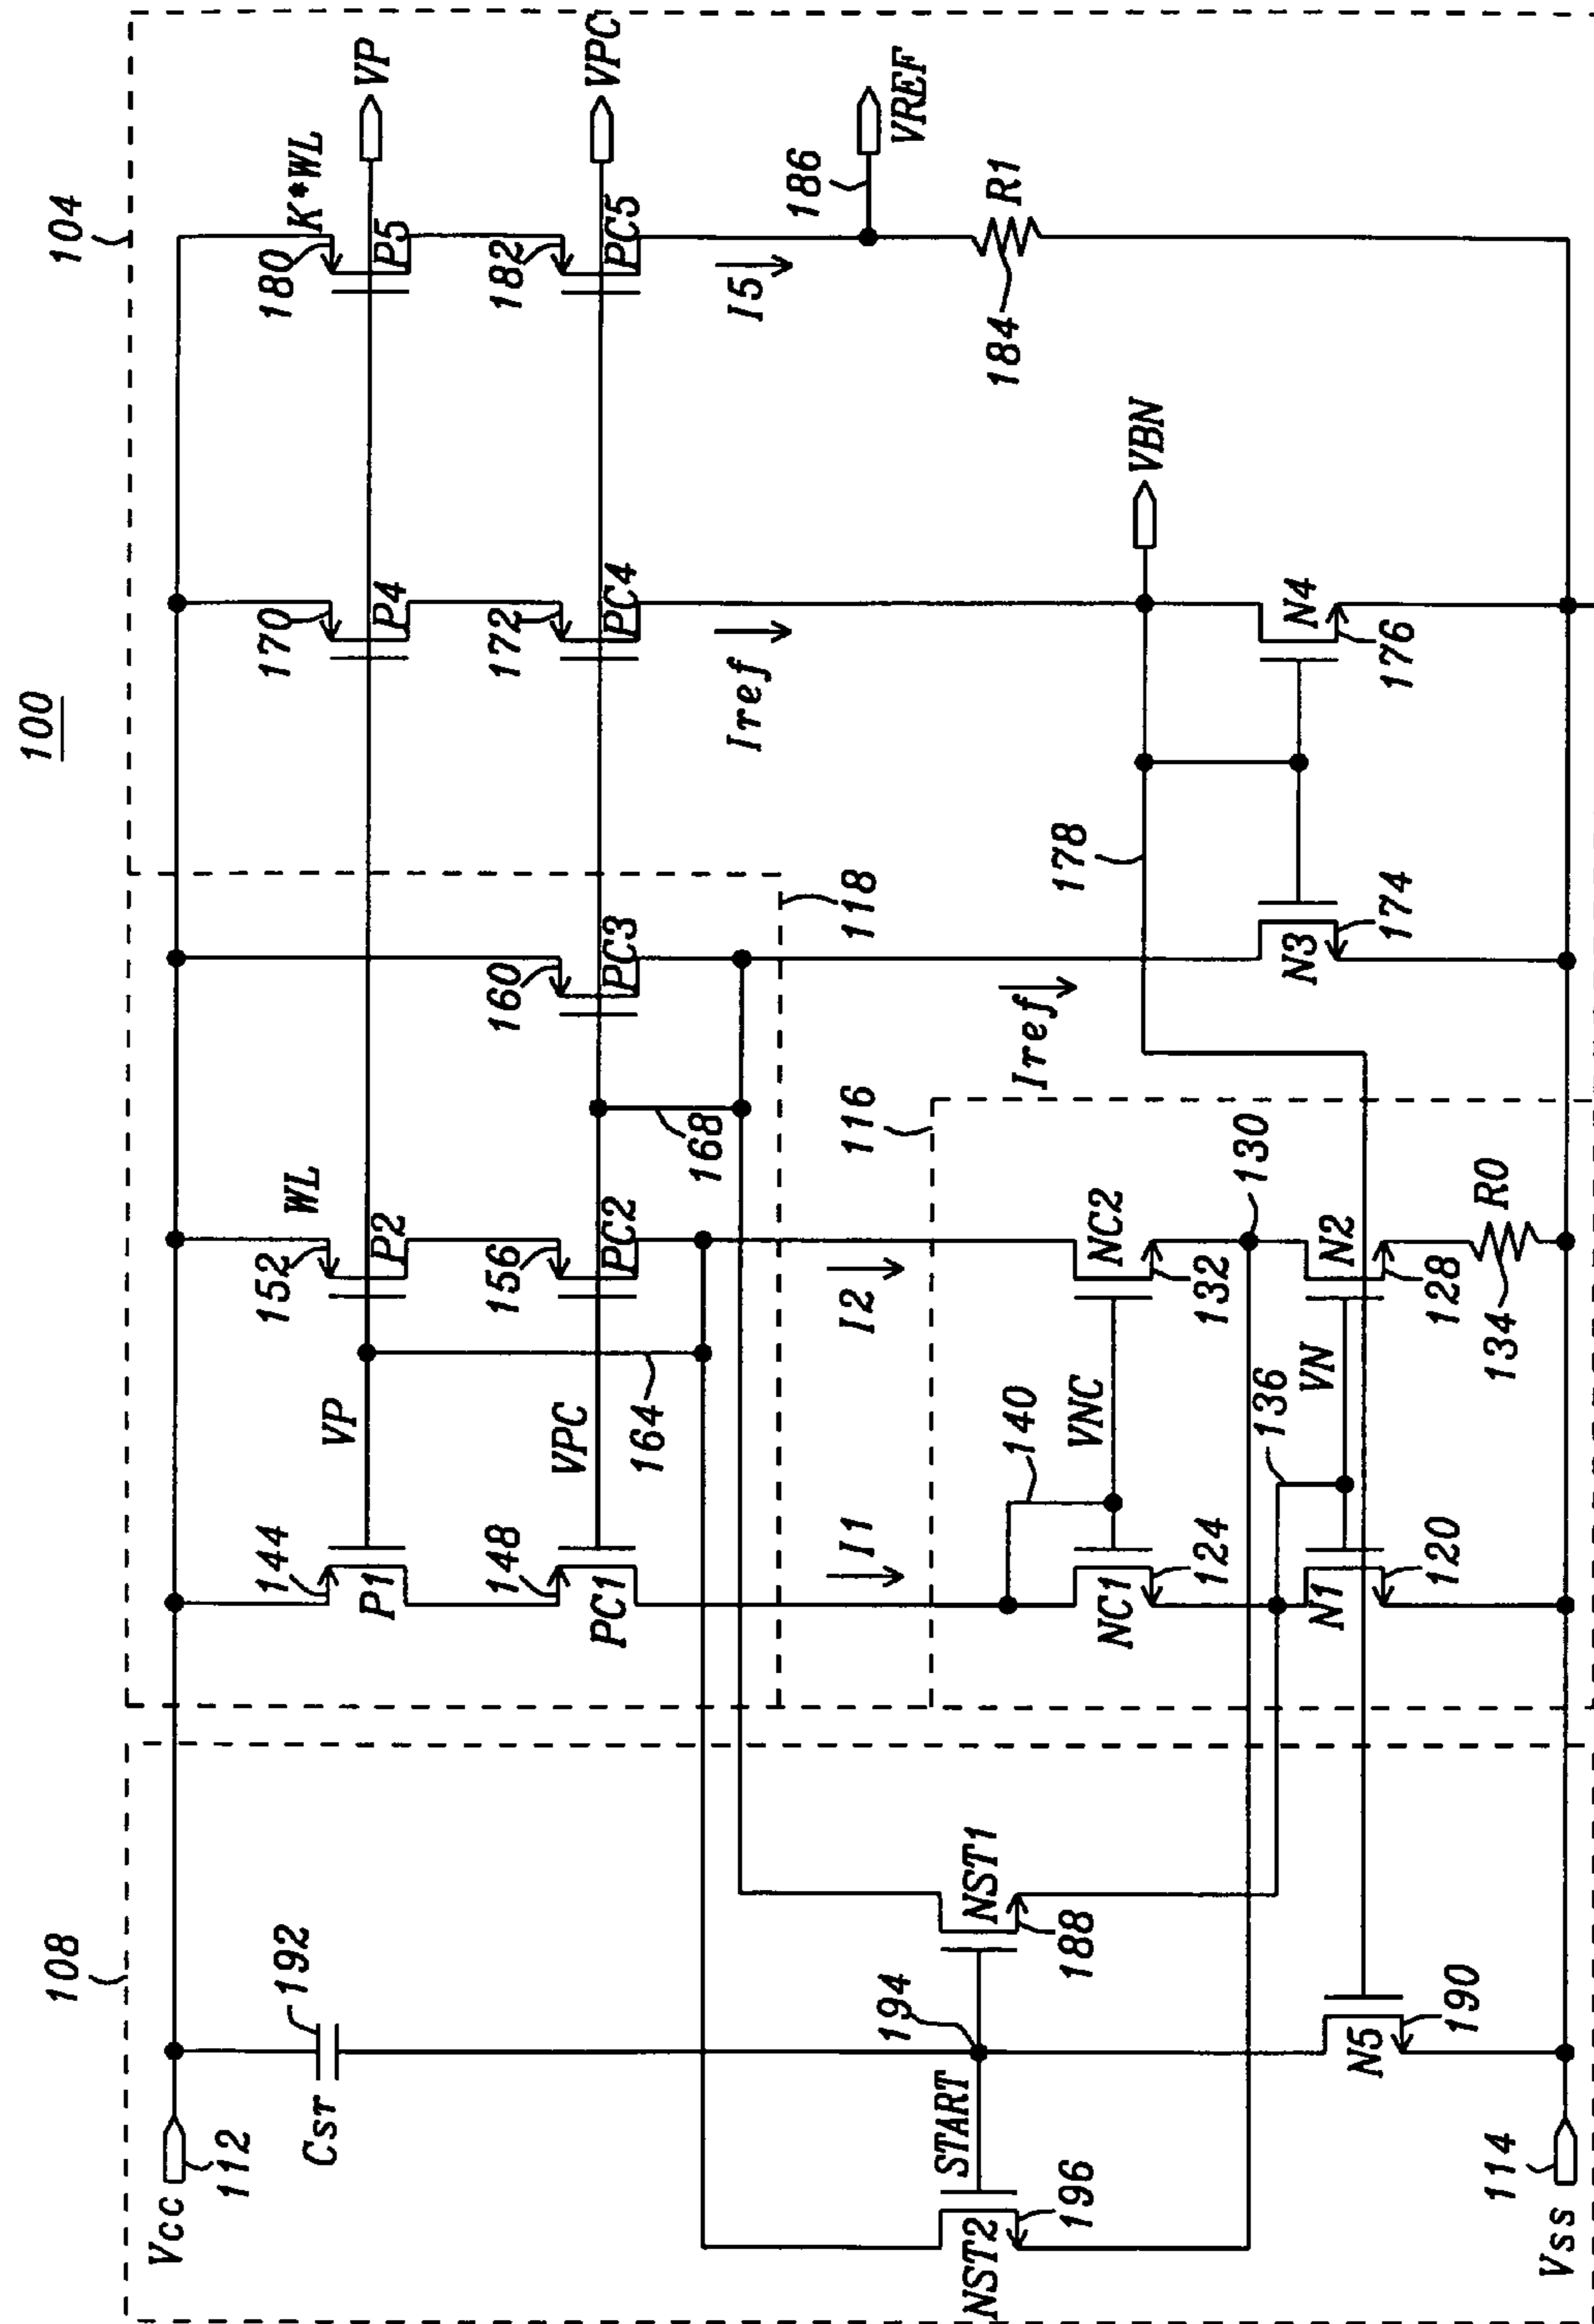 100
104
108
Vcc
112
CST
192
NST2
196
START
194
NST1
188
N5
190
114
Vss
144
P1
148
PC1
VP
VPC
164
152
WL
P2
156
PC2
168
160
PC3
118
116
I1
I2
Iref
140
VNC
NC1
124
NC2
132
130
136
VN
N1
120
N2
128
134
R0
170
P4
172
PC4
Iref
178
N3
174
N4
176
VBN
180
K*WL
P5
182
PC5
I5
184
R1
186
VREF
VP
VPC